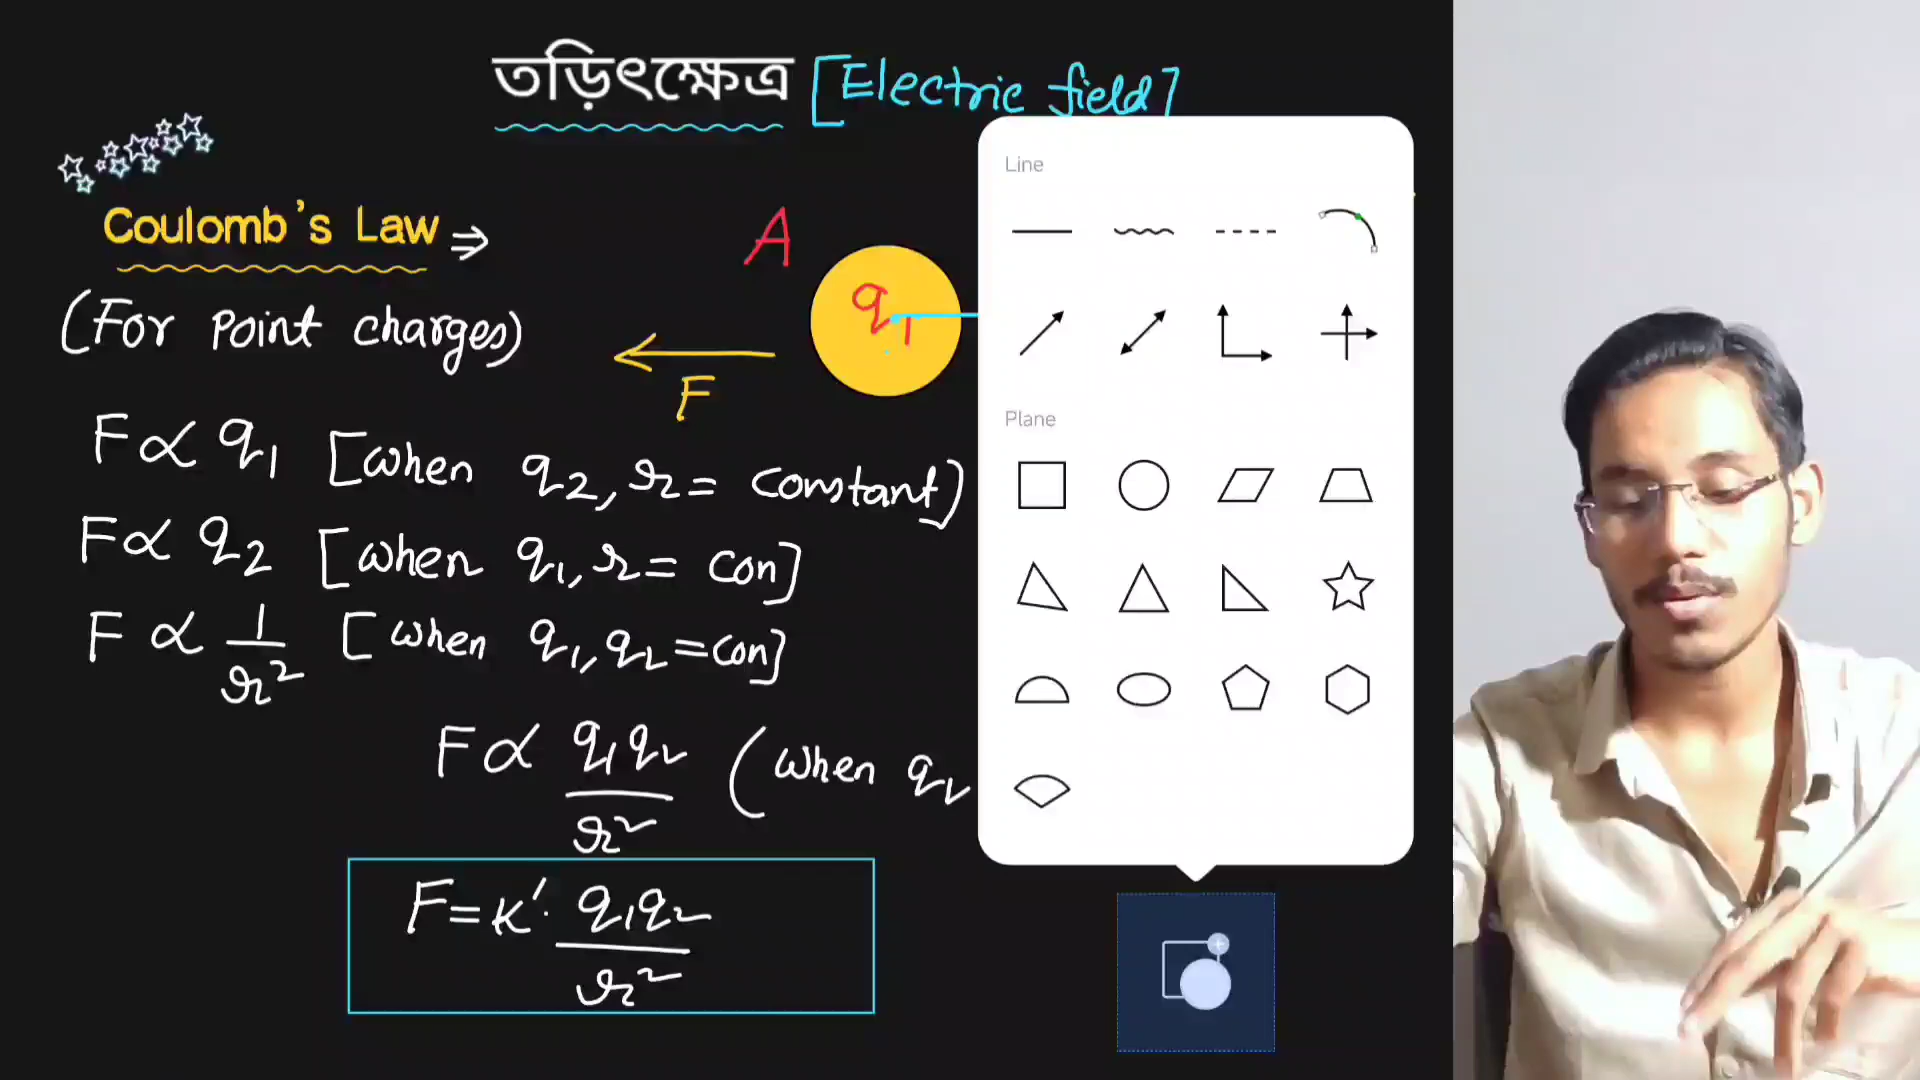 তড়িৎক্ষেত্র [Electric field]
Coulomb's Law ⇒
(For point charges)
A
q₁
F
F ∝ q₁ [when q₂, r = constant]
F ∝ q₂ [when q₁, r = con]
F ∝ 1/r² [when q₁, q₂ = con]
F ∝ q₁q₂/r² (when q₂
F = K'. q₁q₂/r²
Line
Plane